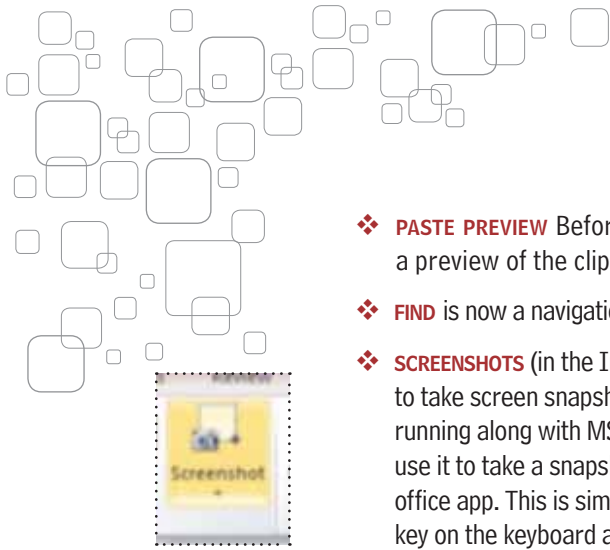 ❖ PASTE PREVIEW Befor
a preview of the clip
❖ FIND is now a navigatio
❖ SCREENSHOTS (in the I
to take screen snapsh
running along with MS
use it to take a snaps
office app. This is sim
key on the keyboard a
Review
Screenshot